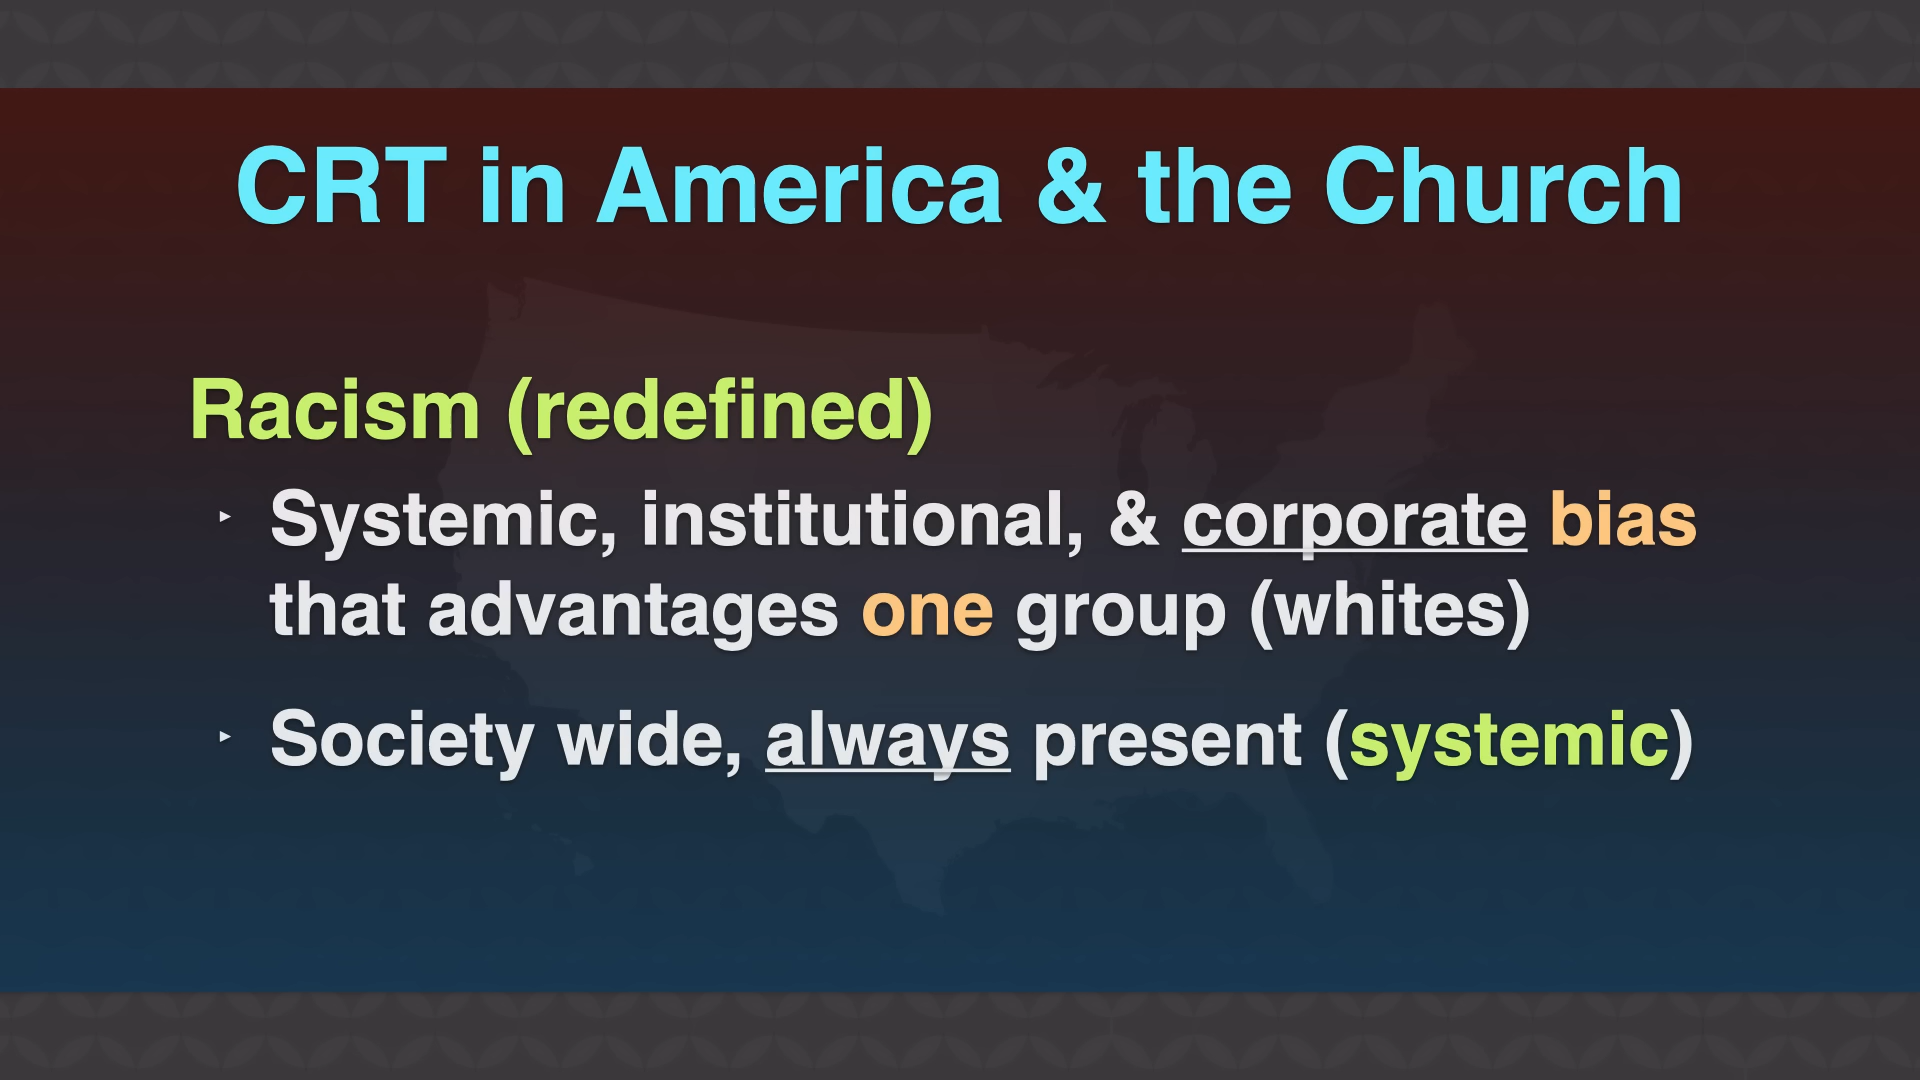 CRT in America & the Church
Racism (redefined)
‣ Systemic, institutional, & corporate bias
that advantages one group (whites)
‣ Society wide, always present (systemic)